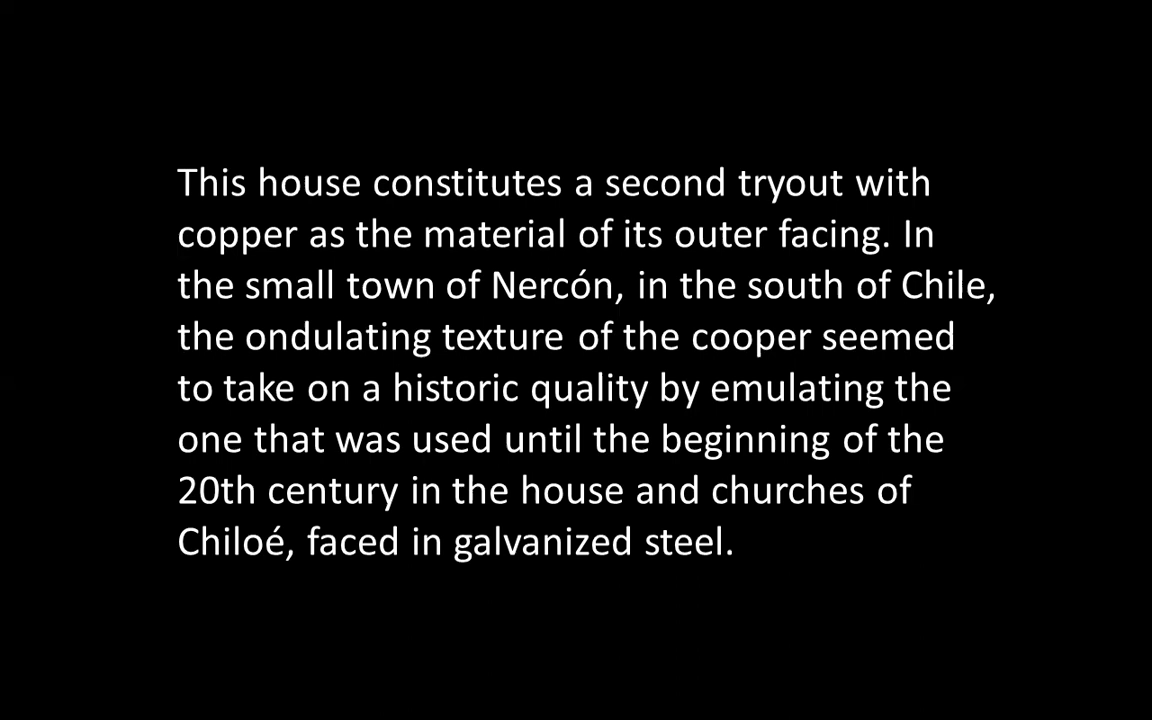 This house constitutes a second tryout with
copper as the material of its outer facing. In
the small town of Nercón, in the south of Chile,
the ondulating texture of the cooper seemed
to take on a historic quality by emulating the
one that was used until the beginning of the
20th century in the house and churches of
Chiloé, faced in galvanized steel.